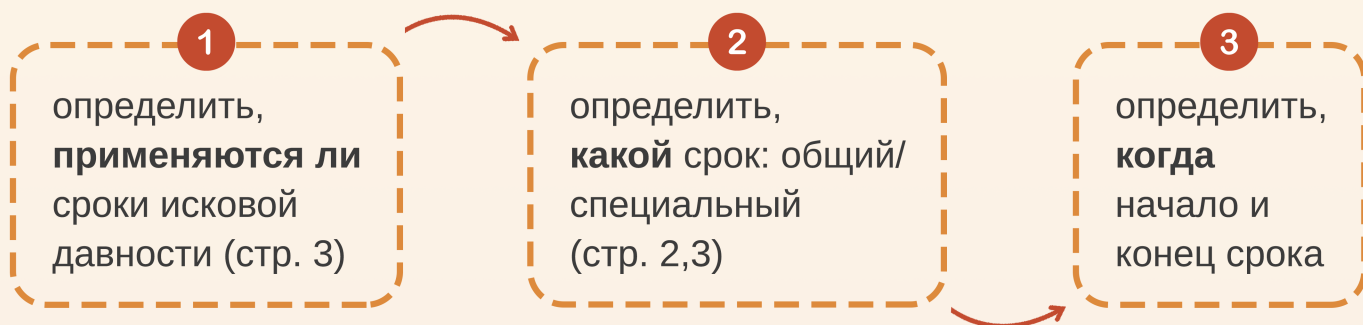 1
определить,
применяются ли
сроки исковой
давности (стр. 3)
2
определить,
какой срок: общий/
специальный
(стр. 2,3)
3
определить,
когда
начало и
конец срока